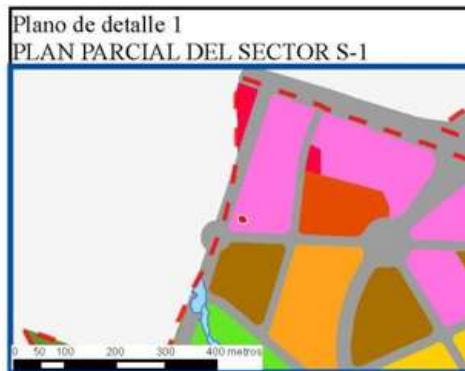 Plano de detalle 1
PLAN PARCIAL DEL SECTOR S-1
0 50 100 200 300 400 metros